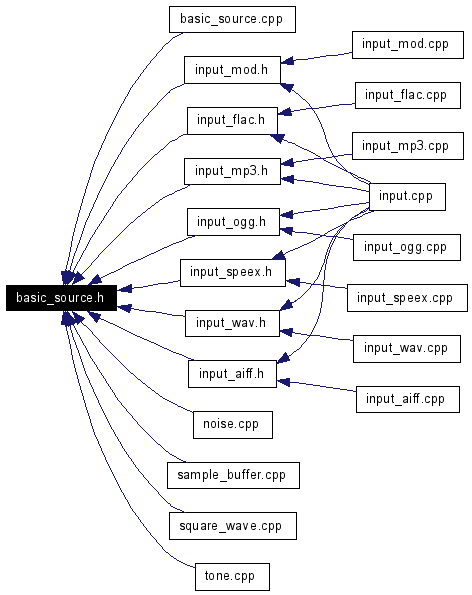 basic_source.cpp
input_mod.cpp
input_mod.h
input_flac.cpp
input_flac.h
input_mp3.cpp
input_mp3.h
input.cpp
input_ogg.h
input_ogg.cpp
input_speex.h
basic_source.h
input_speex.cpp
input_wav.h
input_wav.cpp
input_aiff.h
input_aiff.cpp
noise.cpp
sample_buffer.cpp
square_wave.cpp
tone.cpp